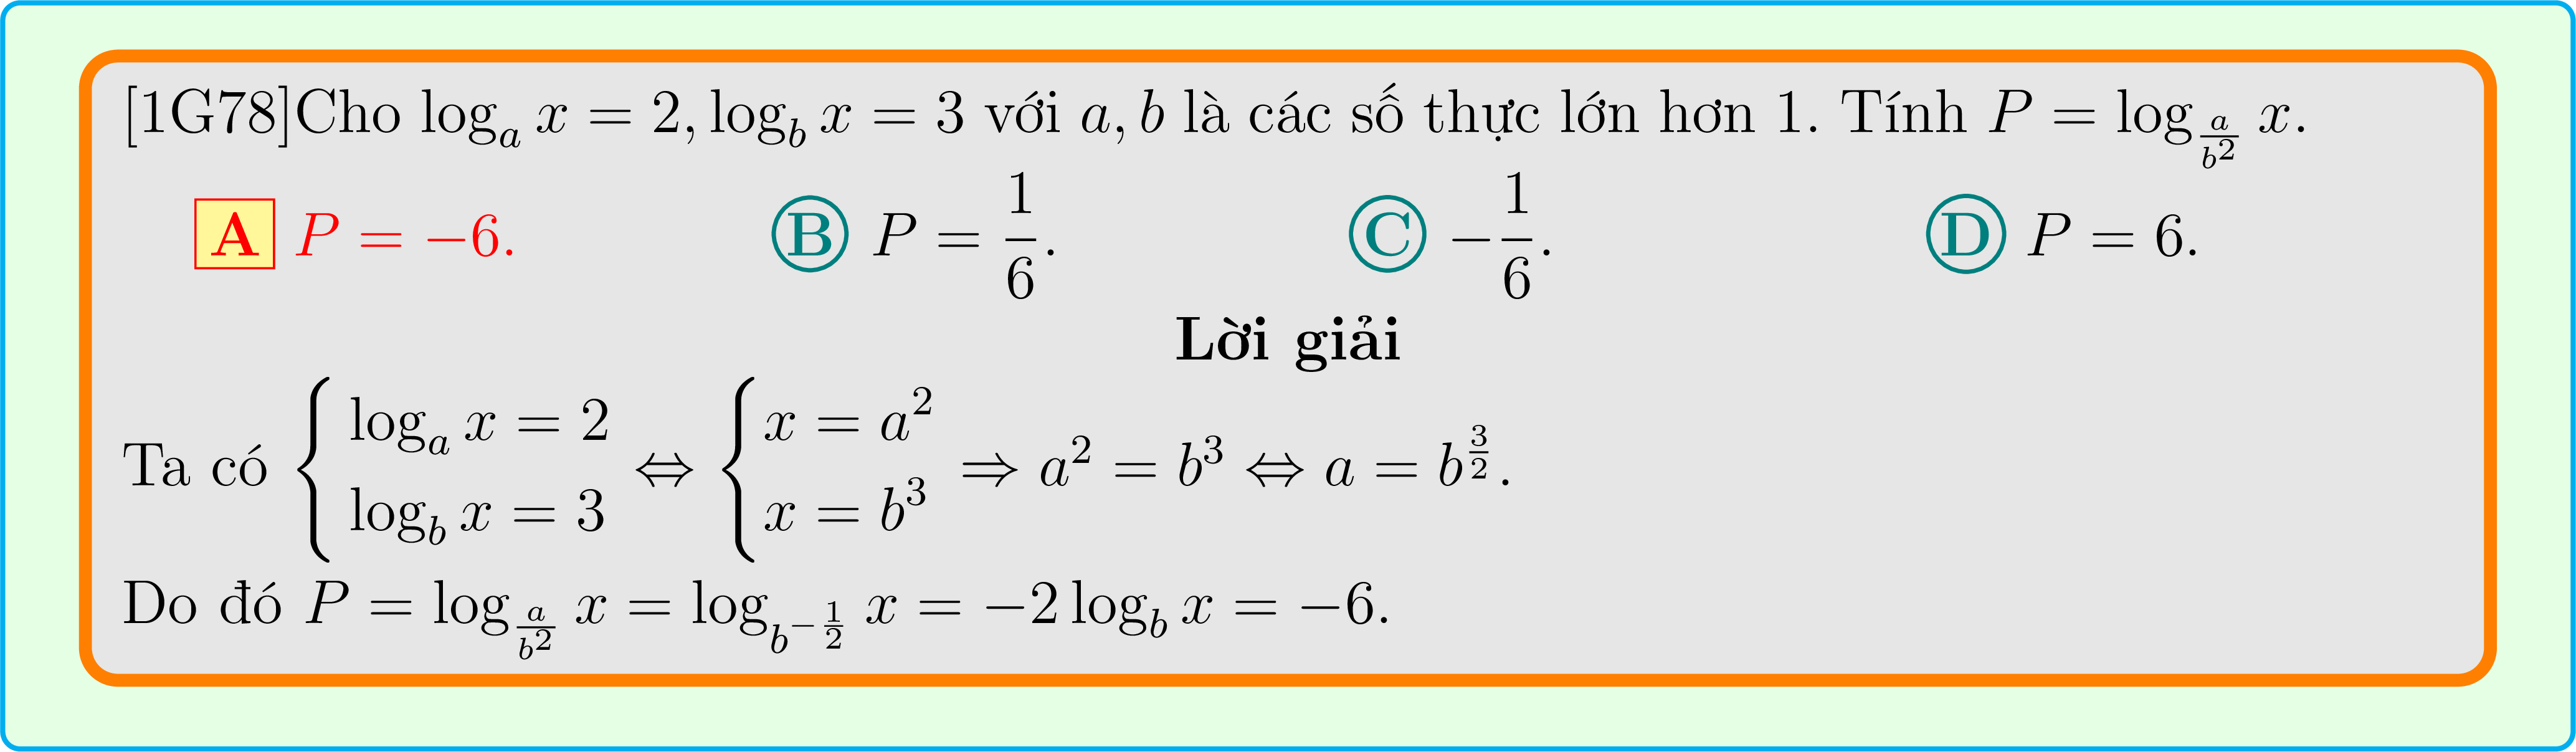 [1G78]Cho $\log_a x = 2, \log_b x = 3$ với $a, b$ là các số thực lớn hơn 1. Tính $P = \log_{\frac{a}{b^2}} x$.
A $P = -6.$ B $P = \dfrac{1}{6}.$ C $-\dfrac{1}{6}.$ D $P = 6.$
Lời giải
Ta có $\begin{cases} \log_a x = 2 \\ \log_b x = 3 \end{cases} \Leftrightarrow \begin{cases} x = a^2 \\ x = b^3 \end{cases} \Rightarrow a^2 = b^3 \Leftrightarrow a = b^{\frac{3}{2}}.$
Do đó $P = \log_{\frac{a}{b^2}} x = \log_{b^{-\frac{1}{2}}} x = -2 \log_b x = -6.$